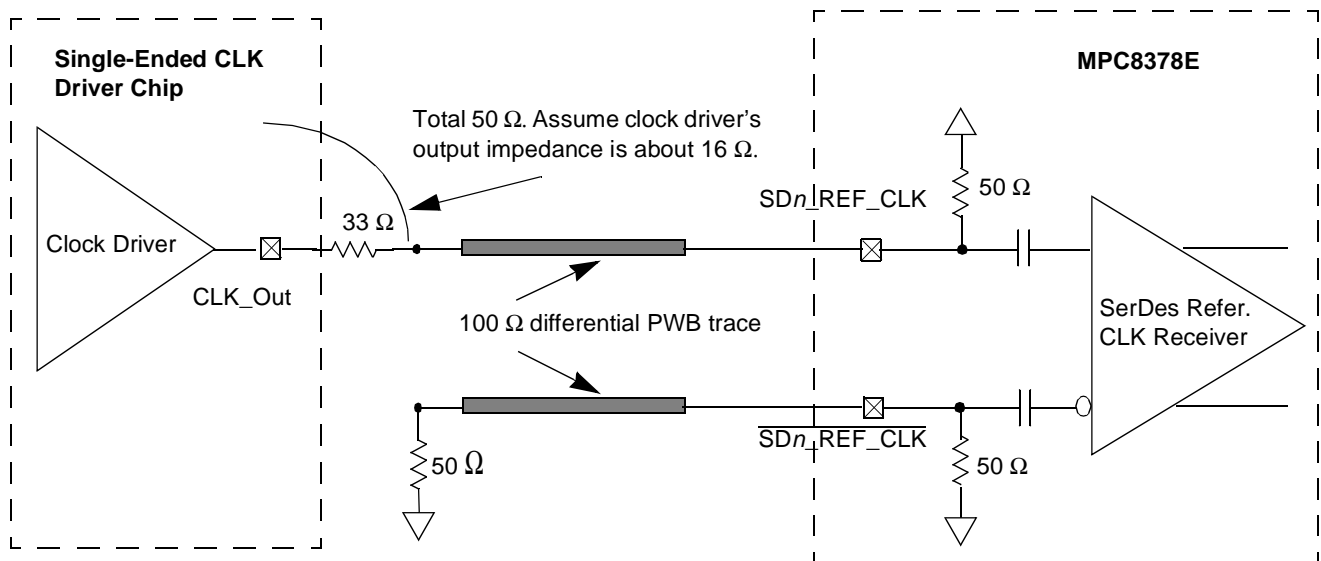 Single-Ended CLK
Driver Chip
MPC8378E
Total 50 Ω. Assume clock driver's
output impedance is about 16 Ω.
SDn_REF_CLK
50 Ω
33 Ω
Clock Driver
CLK_Out
100 Ω differential PWB trace
SerDes Refer.
CLK Receiver
SDn_REF_CLK
50 Ω
50 Ω